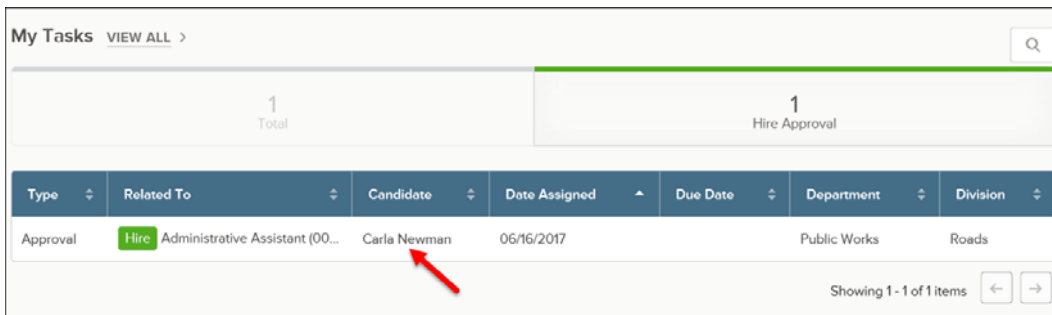 My Tasks VIEW ALL >
1
Total
1
Hire Approval
Type Related To Candidate Date Assigned Due Date Department Division
Approval Hire Administrative Assistant (00... Carla Newman 06/16/2017 Public Works Roads
Showing 1 - 1 of 1 items